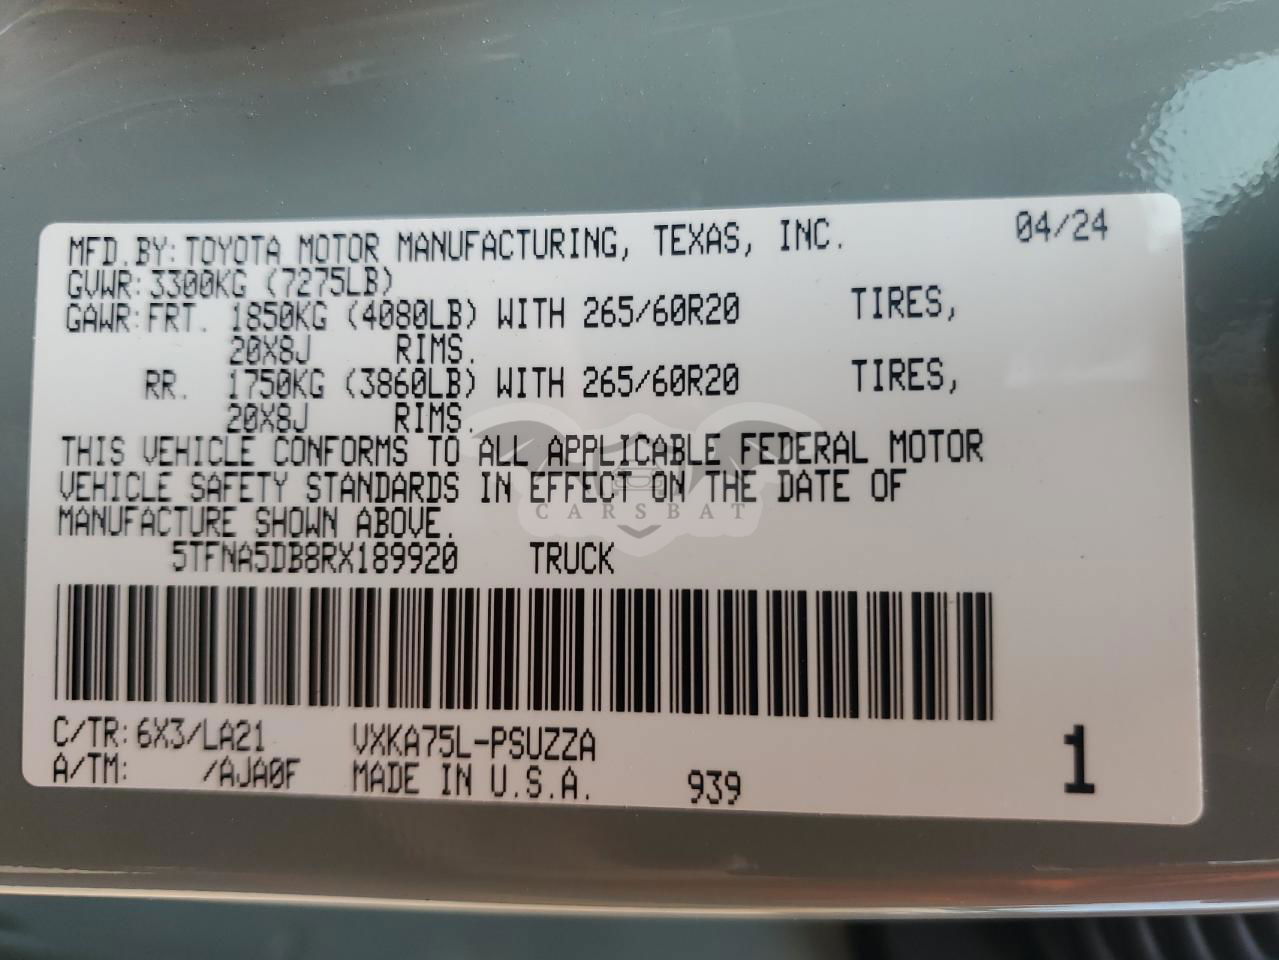 MFD.BY:TOYOTA MOTOR MANUFACTURING, TEXAS, INC. 04/24
GVWR:3300KG (7275LB)
GAWR:FRT. 1850KG (4080LB) WITH 265/60R20 TIRES,
20X8J RIMS.
RR. 1750KG (3860LB) WITH 265/60R20 TIRES,
20X8J RIMS.
THIS VEHICLE CONFORMS TO ALL APPLICABLE FEDERAL MOTOR
VEHICLE SAFETY STANDARDS IN EFFECT ON THE DATE OF
CARSBAT
MANUFACTURE SHOWN ABOVE.
5TFNA5DB8RX189920 TRUCK
C/TR:6X3/LA21 VXKA75L-PSUZZA
A/TM: /AJA0F MADE IN U.S.A. 939 1